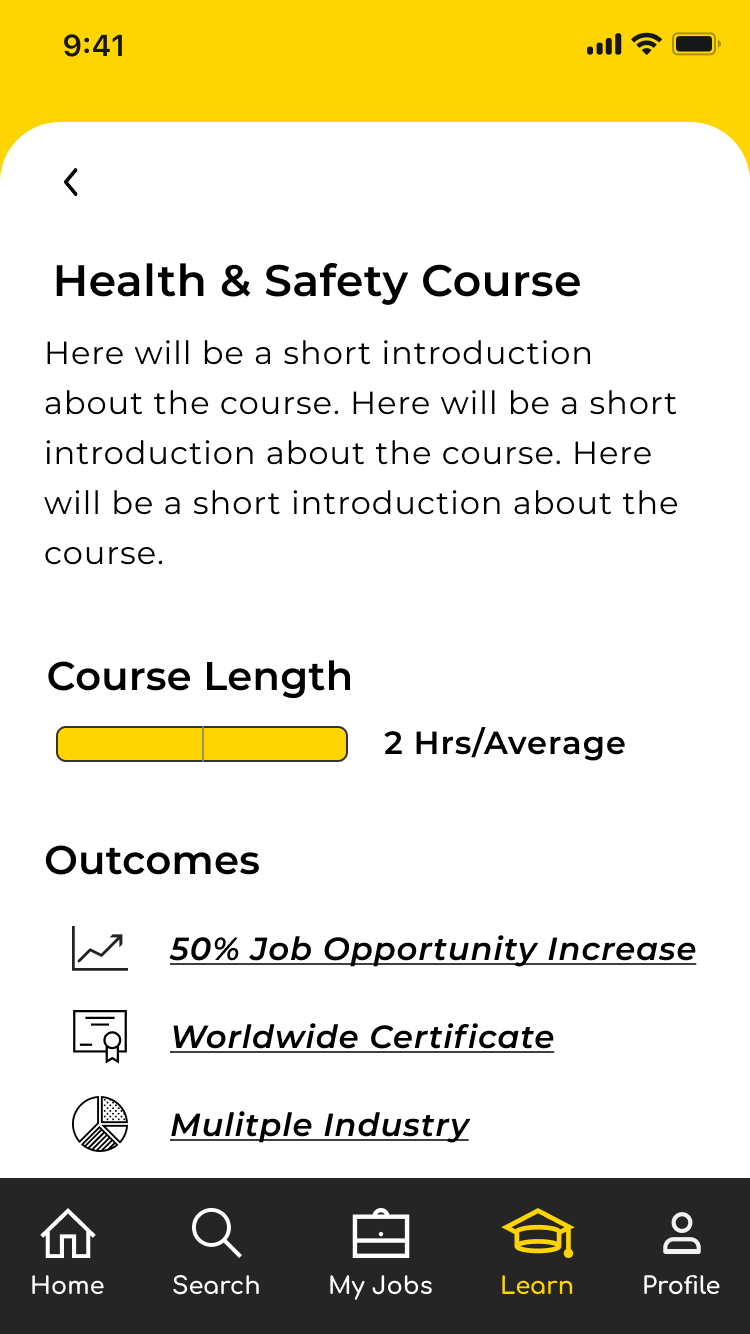 9:41
Health & Safety Course
Here will be a short introduction
about the course. Here will be a short
introduction about the course. Here
will be a short introduction about the
course.
Course Length
2 Hrs/Average
Outcomes
50% Job Opportunity Increase
Worldwide Certificate
Mulitple Industry
Home
Search
My Jobs
Learn
Profile